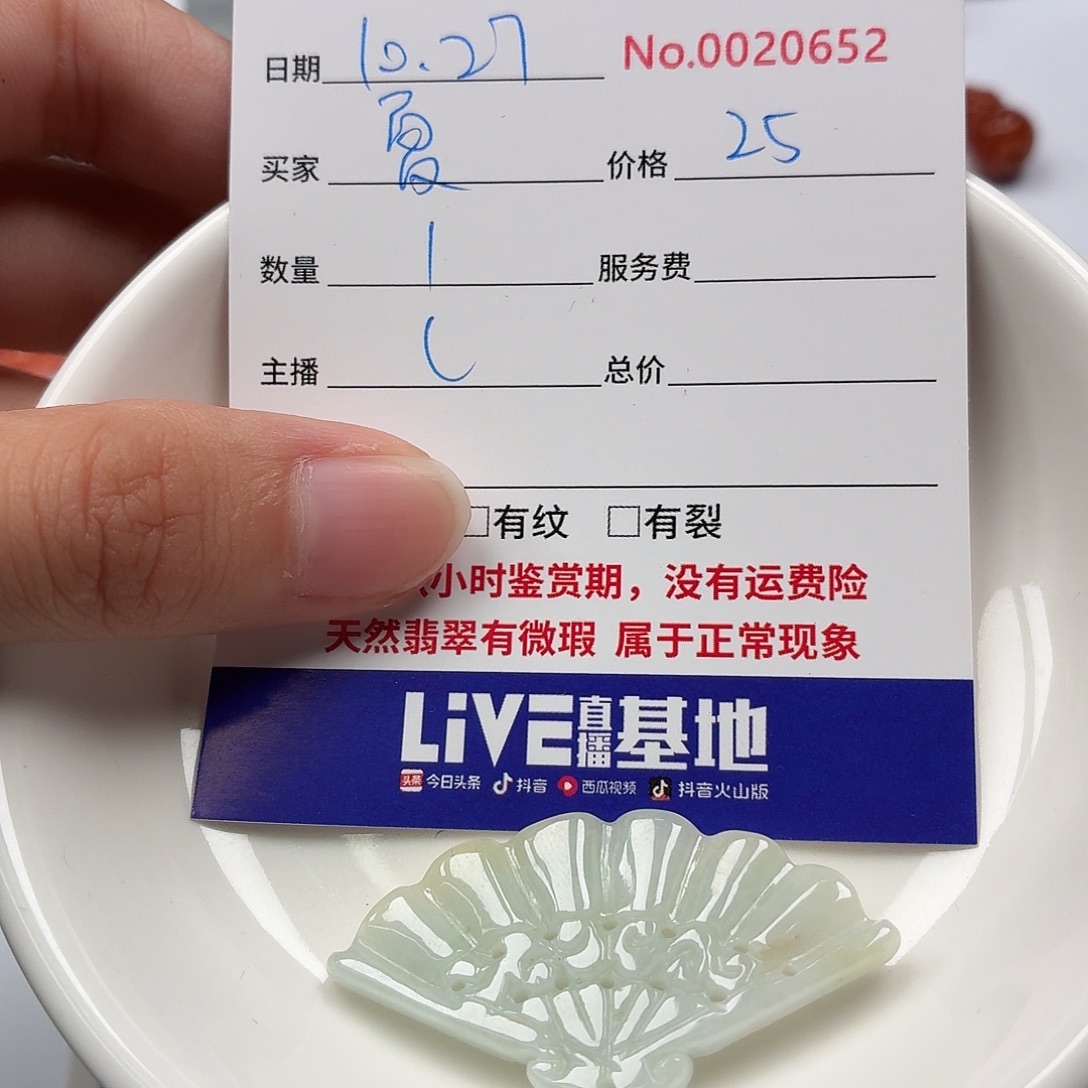 日期 10.27 No.0020652
买家 夏 价格 25
数量 1 服务费
主播 L 总价
□有纹 □有裂
小时鉴赏期，没有运费险
天然翡翠有微瑕 属于正常现象
LiVE直播基地
头条 今日头条 抖音 西瓜视频 抖音火山版